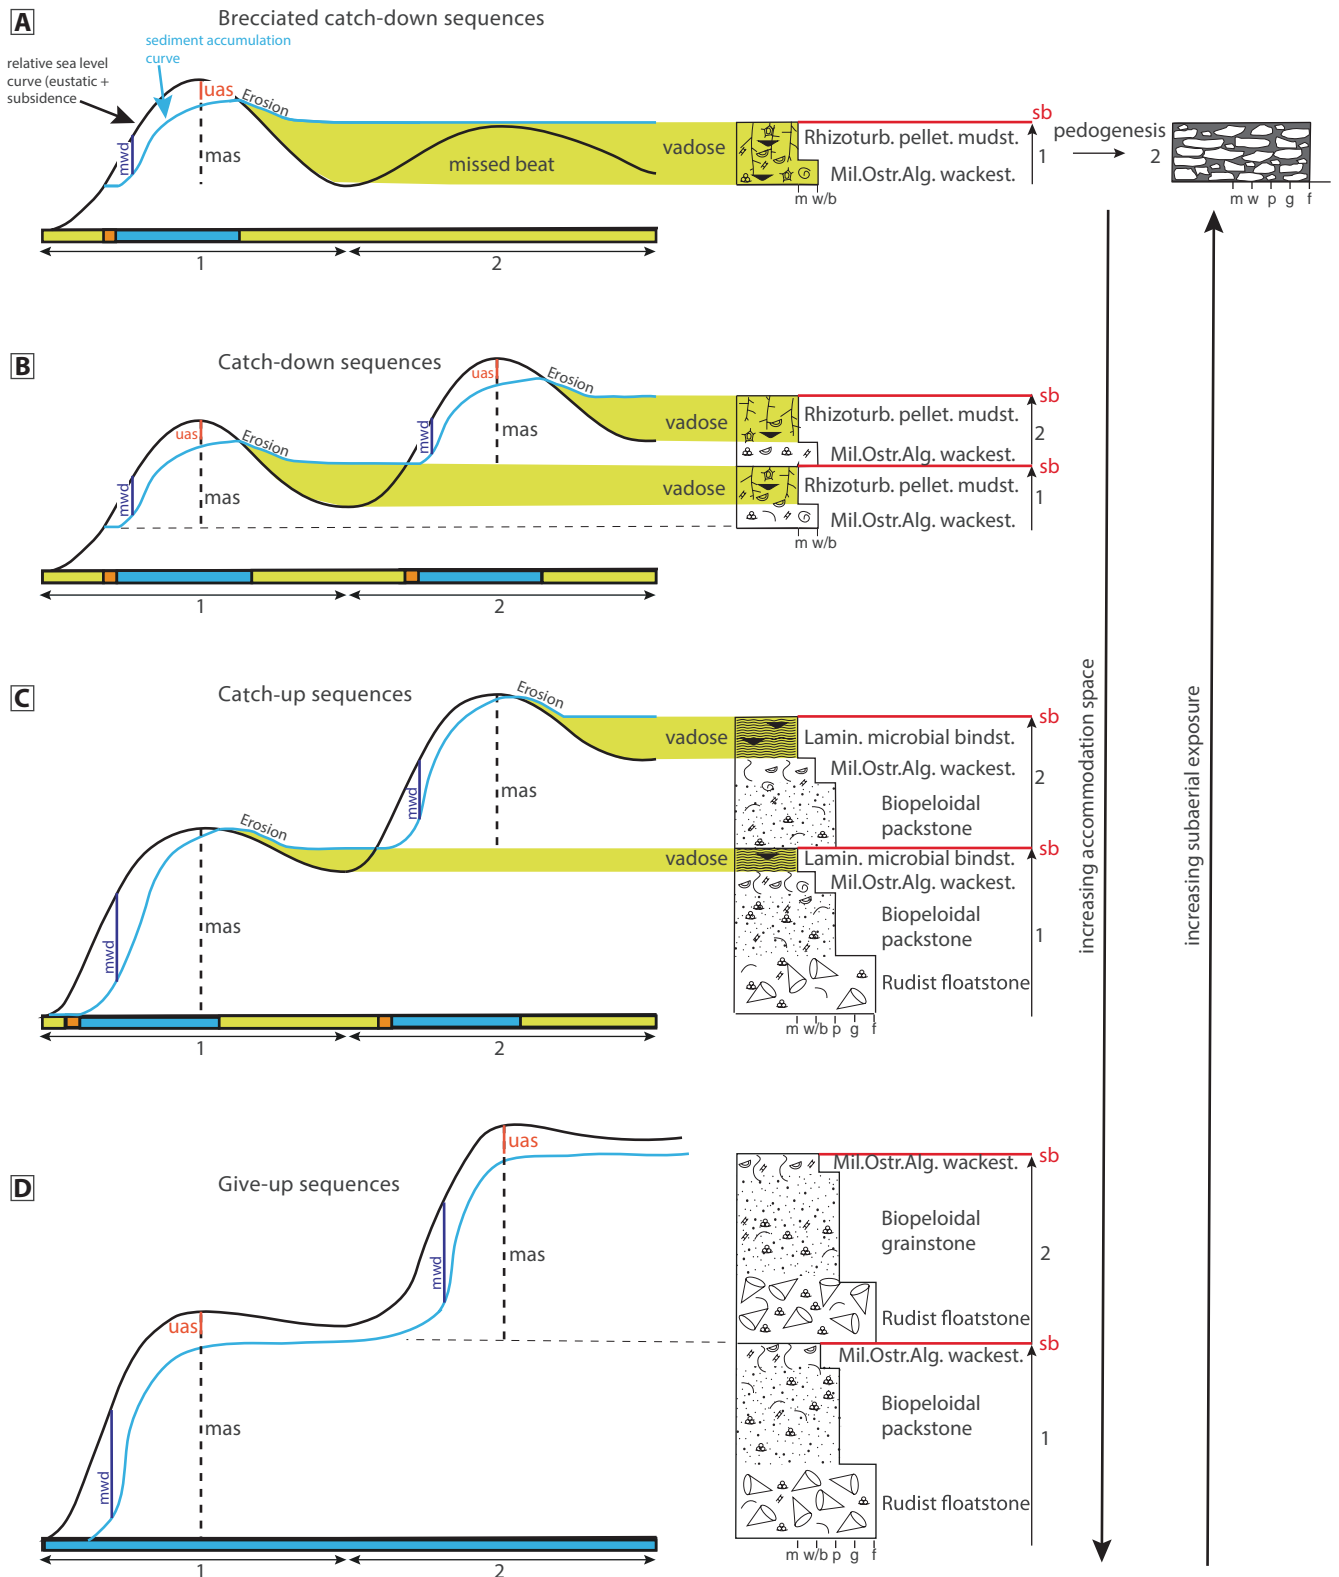 A
Brecciated catch-down sequences
sediment accumulation
curve
relative sea level
curve (eustatic +
subsidence
uas
Erosion
mwd
mas
missed beat
vadose
Rhizoturb. pellet. mudst.
Mil.Ostr.Alg. wackest.
m w/b
sb
1
pedogenesis
2
m w p g f
1
2
B
Catch-down sequences
uas
Erosion
mwd
mas
uas
Erosion
mwd
mas
vadose
Rhizoturb. pellet. mudst.
Mil.Ostr.Alg. wackest.
sb
2
vadose
Rhizoturb. pellet. mudst.
Mil.Ostr.Alg. wackest.
sb
1
m w/b
1
2
C
Catch-up sequences
Erosion
mwd
mas
Erosion
mwd
mas
vadose
Lamin. microbial bindst.
Mil.Ostr.Alg. wackest.
Biopeloidal
packstone
sb
2
vadose
Lamin. microbial bindst.
Mil.Ostr.Alg. wackest.
Biopeloidal
packstone
Rudist floatstone
sb
1
m w/b p g f
1
2
increasing accommodation space
increasing subaerial exposure
D
Give-up sequences
uas
mwd
mas
uas
mwd
mas
Mil.Ostr.Alg. wackest.
Biopeloidal
grainstone
Rudist floatstone
sb
2
Mil.Ostr.Alg. wackest.
Biopeloidal
packstone
Rudist floatstone
sb
1
m w/b p g f
1
2